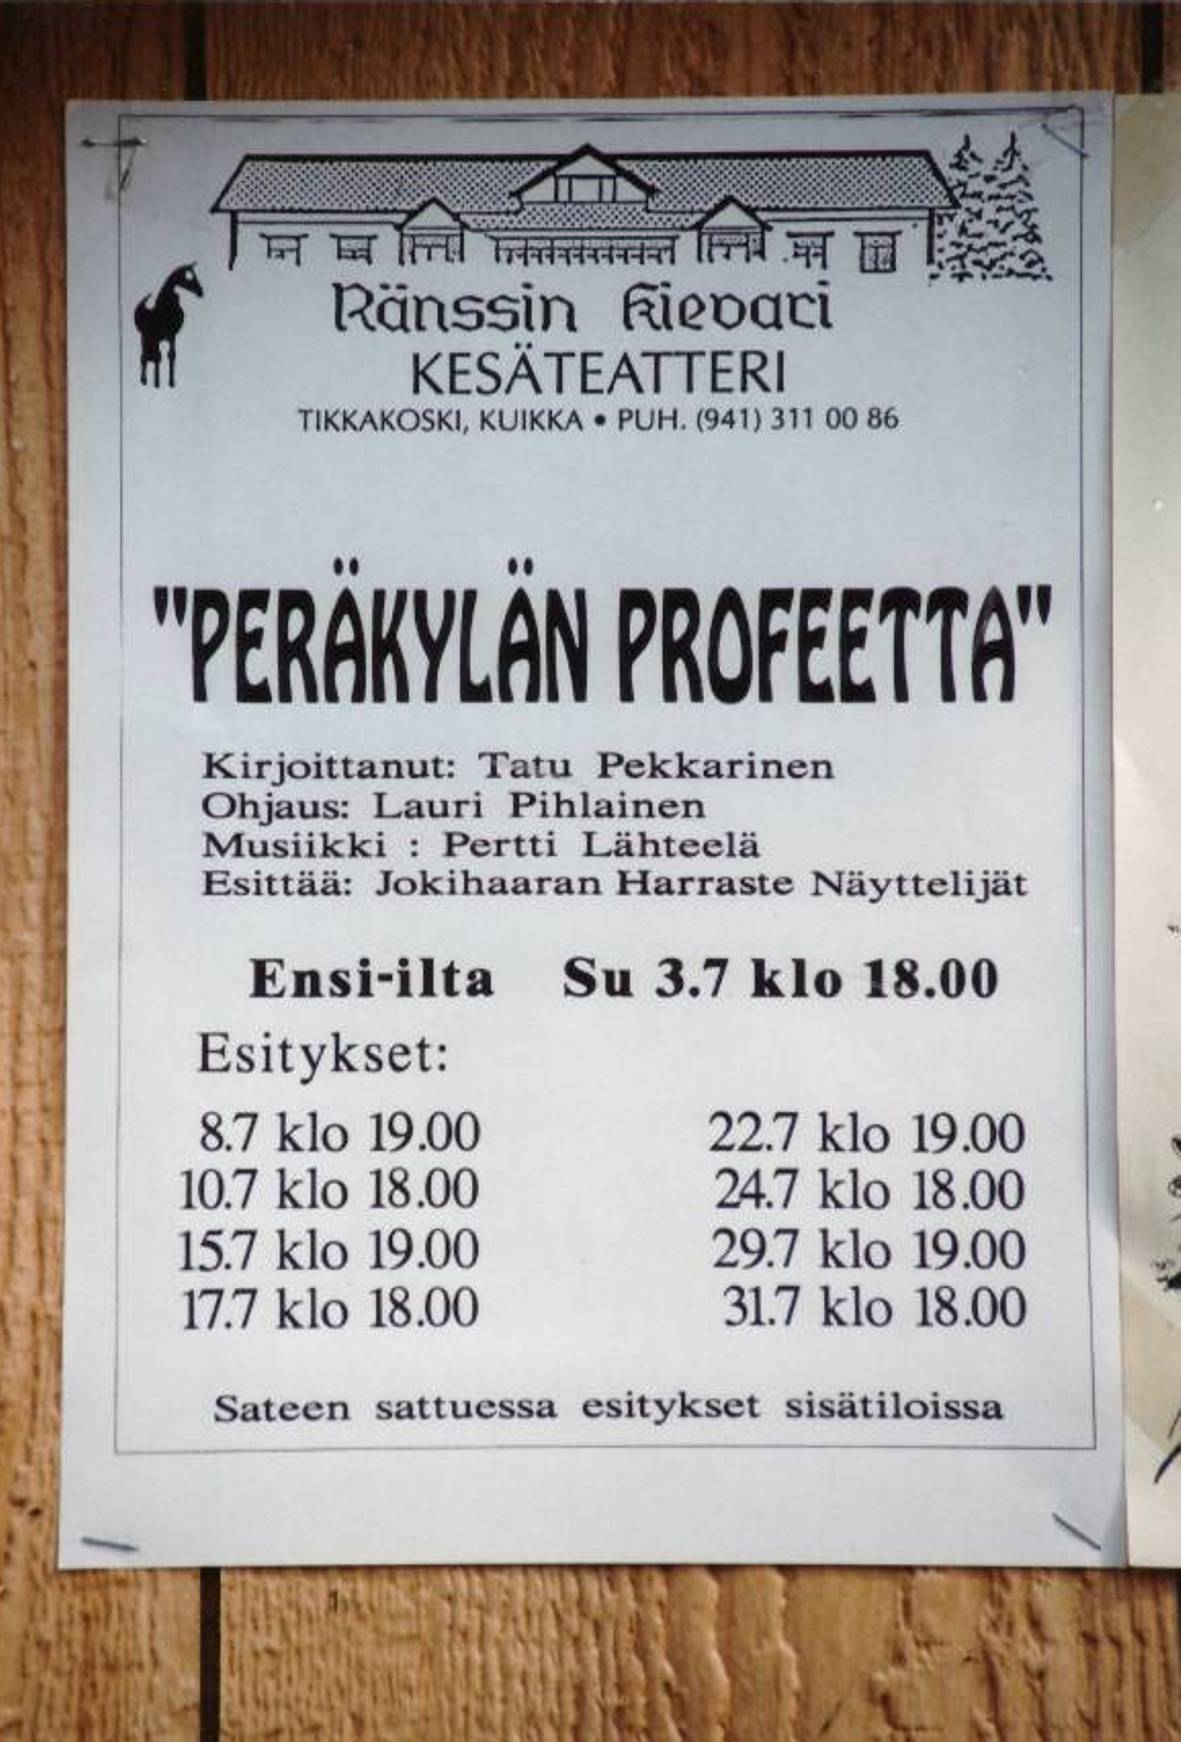 Ränssin Kievari
KESÄTEATTERI
TIKKAKOSKI, KUIKKA • PUH. (941) 311 00 86
"PERÄKYLÄN PROFEETTA"
Kirjoittanut: Tatu Pekkarinen
Ohjaus: Lauri Pihlainen
Musiikki : Pertti Lähteelä
Esittää: Jokihaaran Harraste Näyttelijät
Ensi-ilta Su 3.7 klo 18.00
Esitykset:
8.7 klo 19.00 22.7 klo 19.00
10.7 klo 18.00 24.7 klo 18.00
15.7 klo 19.00 29.7 klo 19.00
17.7 klo 18.00 31.7 klo 18.00
Sateen sattuessa esitykset sisätiloissa